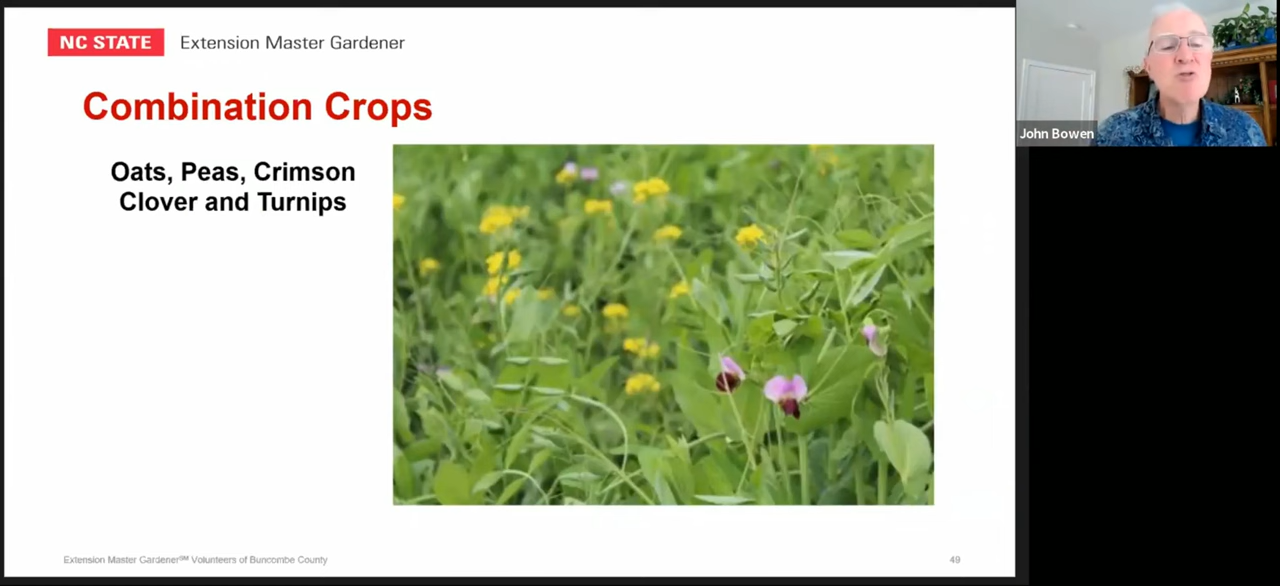 NC STATE Extension Master Gardener
Combination Crops
Oats, Peas, Crimson
Clover and Turnips
John Bowen
Extension Master Gardener℠ Volunteers of Buncombe County
49